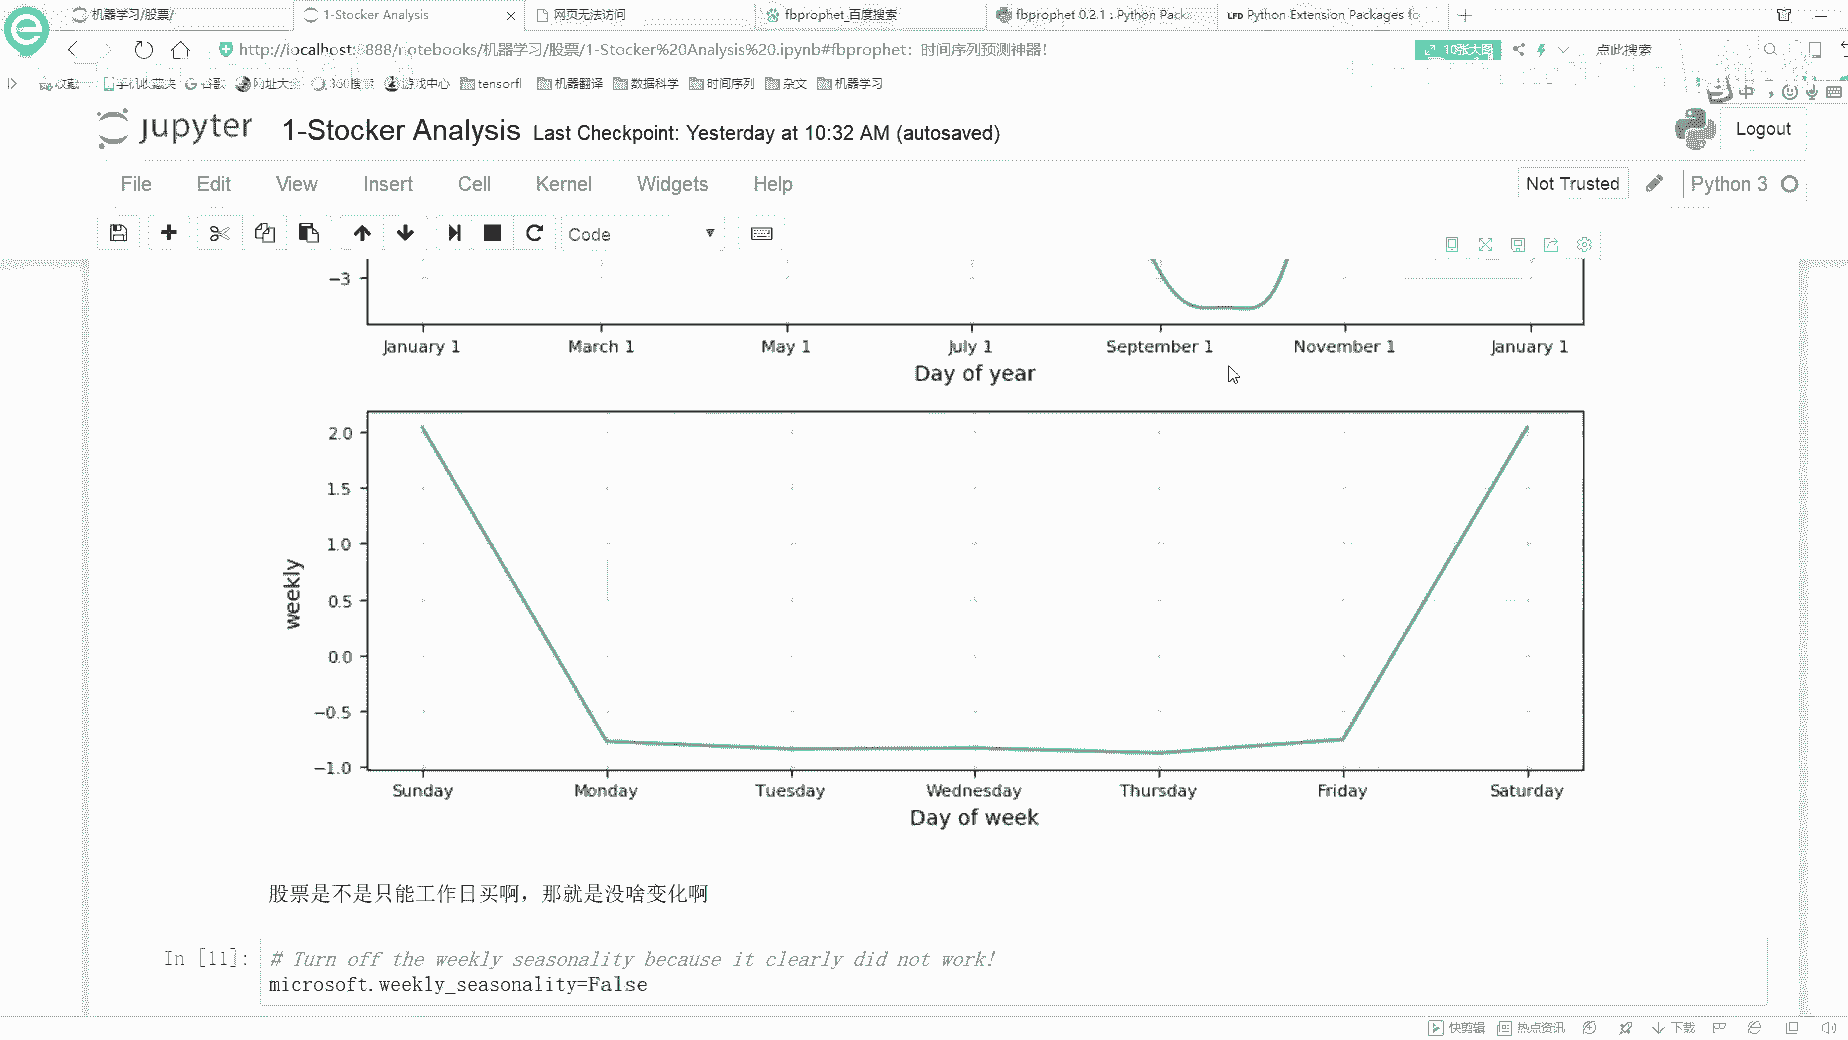 机器学习/股票/
1-Stocker Analysis
网页无法访问
fbprophet_百度搜索
fbprophet 0.2.1 : Python Pack
LFD Python Extension Packages fo
http://localhost:8888/notebooks/机器学习/股票/1-Stocker%20Analysis%20.ipynb#fbprophet：时间序列预测神器！
10张大图
点此搜索
收藏
手机收藏夹
谷歌
网址大全
360搜索
游戏中心
tensorfl
机器翻译
数据科学
时间序列
杂文
机器学习
中
jupyter
1-Stocker Analysis
Last Checkpoint: Yesterday at 10:32 AM (autosaved)
Logout
File
Edit
View
Insert
Cell
Kernel
Widgets
Help
Not Trusted
Python 3
Code
−3
January 1
March 1
May 1
July 1
September 1
November 1
January 1
Day of year
2.0
1.5
1.0
0.5
0.0
−0.5
−1.0
weekly
Sunday
Monday
Tuesday
Wednesday
Thursday
Friday
Saturday
Day of week
股票是不是只能工作日买啊，那就是没啥变化啊
In [11]:
# Turn off the weekly seasonality because it clearly did not work!
microsoft.weekly_seasonality=False
快剪辑
热点资讯
下载